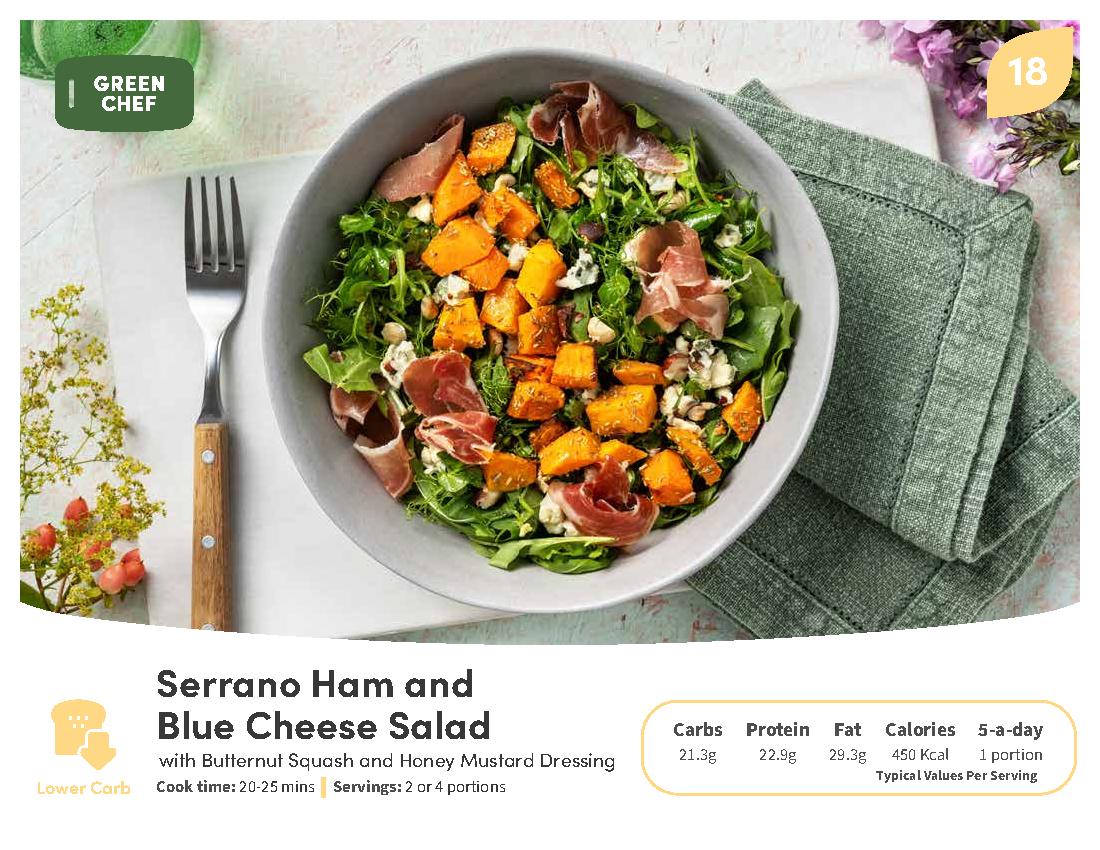 GREEN
CHEF
18
Serrano Ham and
Blue Cheese Salad
with Butternut Squash and Honey Mustard Dressing
Cook time: 20-25 mins | Servings: 2 or 4 portions
Lower Carb
Carbs Protein Fat Calories 5-a-day
21.3g 22.9g 29.3g 450 Kcal 1 portion
Typical Values Per Serving